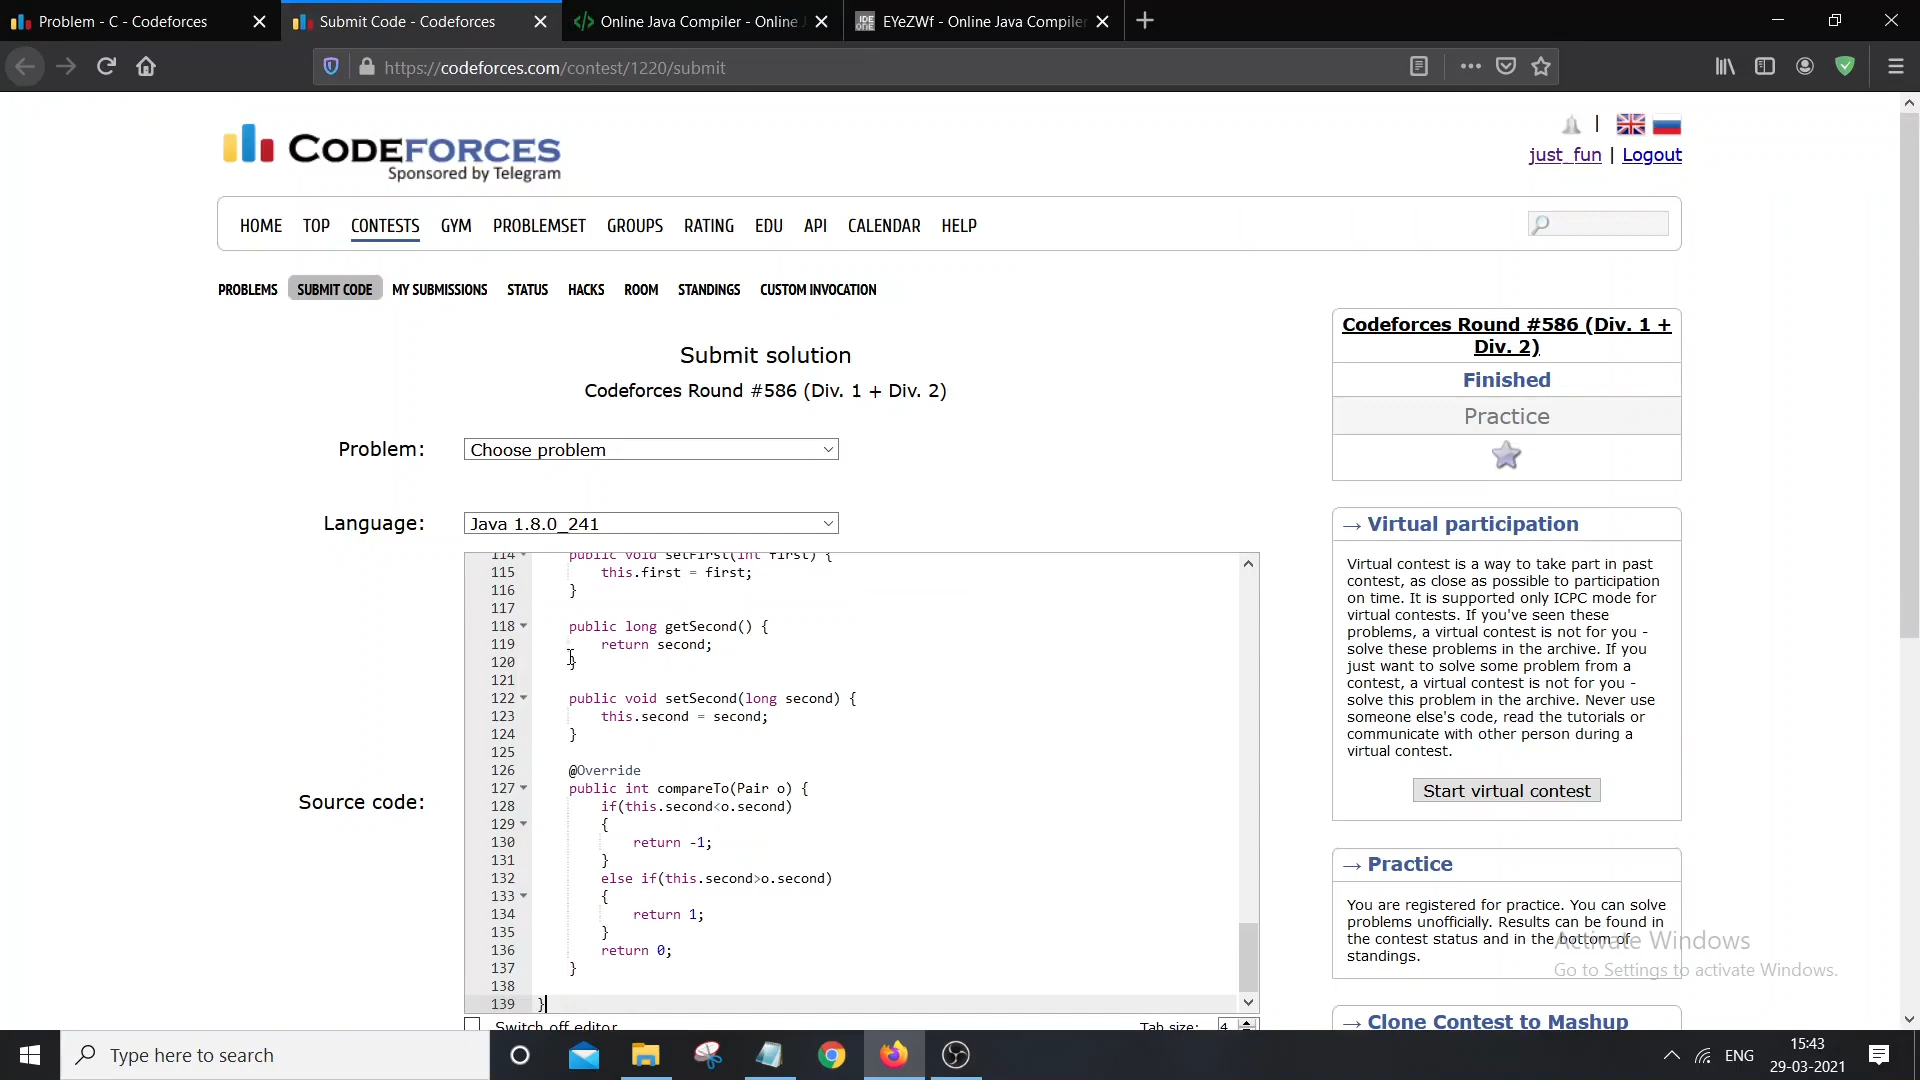 Problem - C - Codeforces
Submit Code - Codeforces
Online Java Compiler - Online J
EYeZWf - Online Java Compiler
https://codeforces.com/contest/1220/submit
CODEFORCES
Sponsored by Telegram
|
just_fun | Logout
HOME TOP CONTESTS GYM PROBLEMSET GROUPS RATING EDU API CALENDAR HELP
PROBLEMS SUBMIT CODE MY SUBMISSIONS STATUS HACKS ROOM STANDINGS CUSTOM INVOCATION
Submit solution
Codeforces Round #586 (Div. 1 + Div. 2)
Problem: Choose problem
Language: Java 1.8.0_241
Source code:
114 public void setFirst(int first) {
115 this.first = first;
116 }
117
118 public long getSecond() {
119 return second;
120 }
121
122 public void setSecond(long second) {
123 this.second = second;
124 }
125
126 @Override
127 public int compareTo(Pair o) {
128 if(this.second<o.second)
129 {
130 return -1;
131 }
132 else if(this.second>o.second)
133 {
134 return 1;
135 }
136 return 0;
137 }
138
139 }
Switch off editor
Tab size: 4
Codeforces Round #586 (Div. 1 +
Div. 2)
Finished
Practice
→ Virtual participation
Virtual contest is a way to take part in past
contest, as close as possible to participation
on time. It is supported only ICPC mode for
virtual contests. If you've seen these
problems, a virtual contest is not for you -
solve these problems in the archive. If you
just want to solve some problem from a
contest, a virtual contest is not for you -
solve this problem in the archive. Never use
someone else's code, read the tutorials or
communicate with other person during a
virtual contest.
Start virtual contest
→ Practice
You are registered for practice. You can solve
problems unofficially. Results can be found in
the contest status and in the bottom of
standings.
→ Clone Contest to Mashup
Activate Windows
Go to Settings to activate Windows.
Type here to search
ENG
15:43
29-03-2021